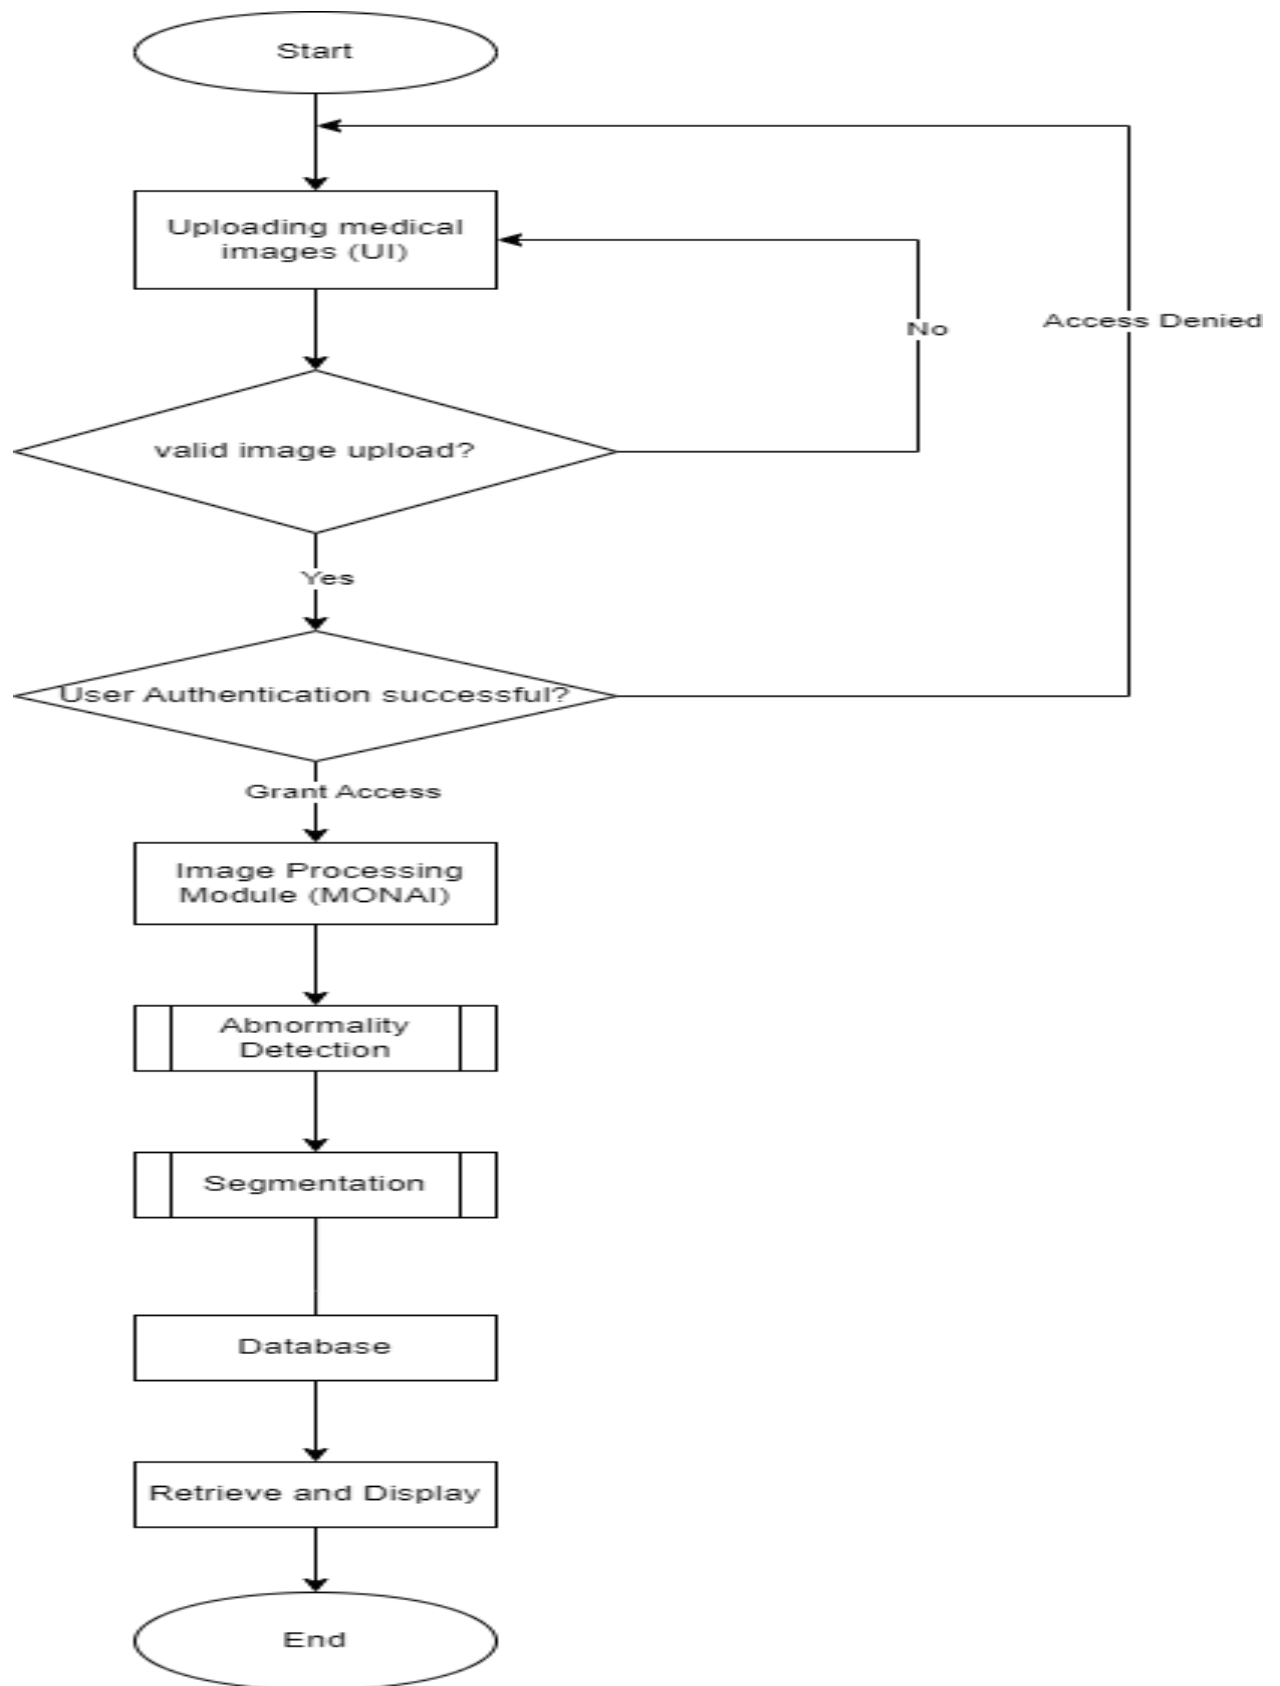 Start
Uploading medical
images (UI)
No
Access Denied
valid image upload?
Yes
User Authentication successful?
Grant Access
Image Processing
Module (MONAI)
Abnormality
Detection
Segmentation
Database
Retrieve and Display
End